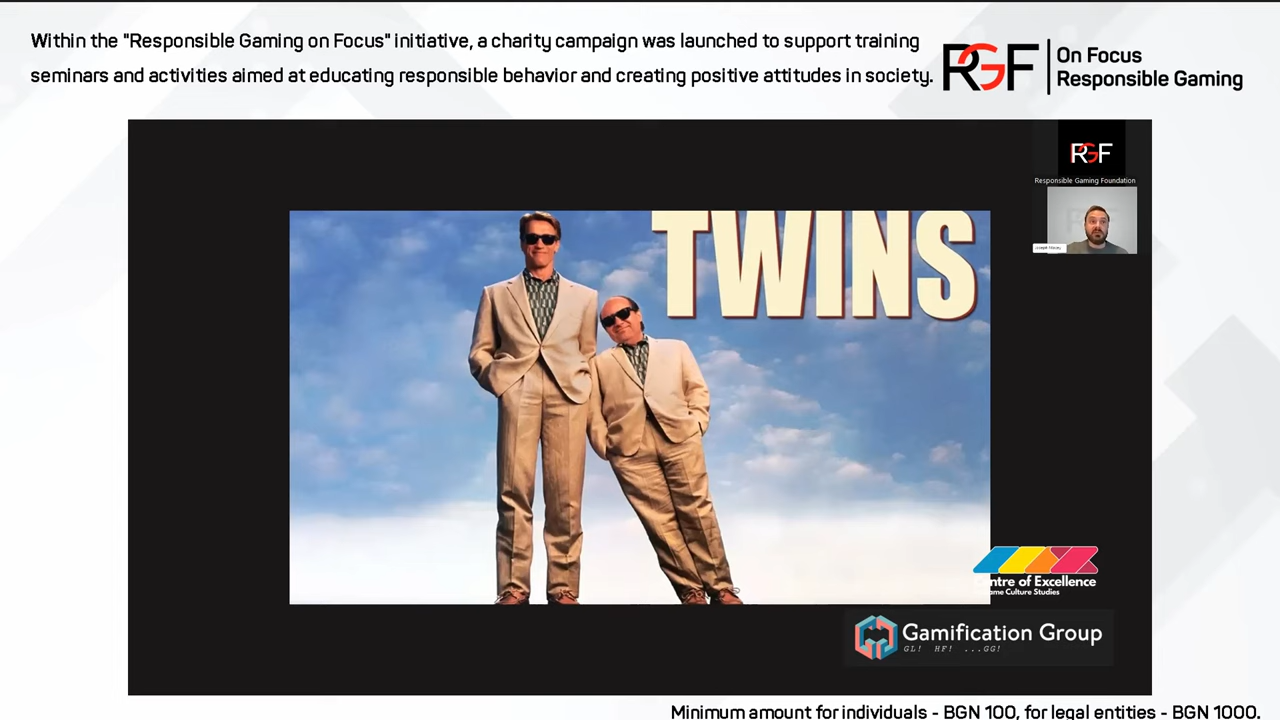 Within the "Responsible Gaming on Focus" initiative, a charity campaign was launched to support training
seminars and activities aimed at educating responsible behavior and creating positive attitudes in society.
RGF
On Focus
Responsible Gaming
RGF
Responsible Gaming Foundation
TWINS
Centre of Excellence
Game Culture Studies
Gamification Group
GL! HF! ...GG!
Minimum amount for individuals - BGN 100, for legal entities - BGN 1000.